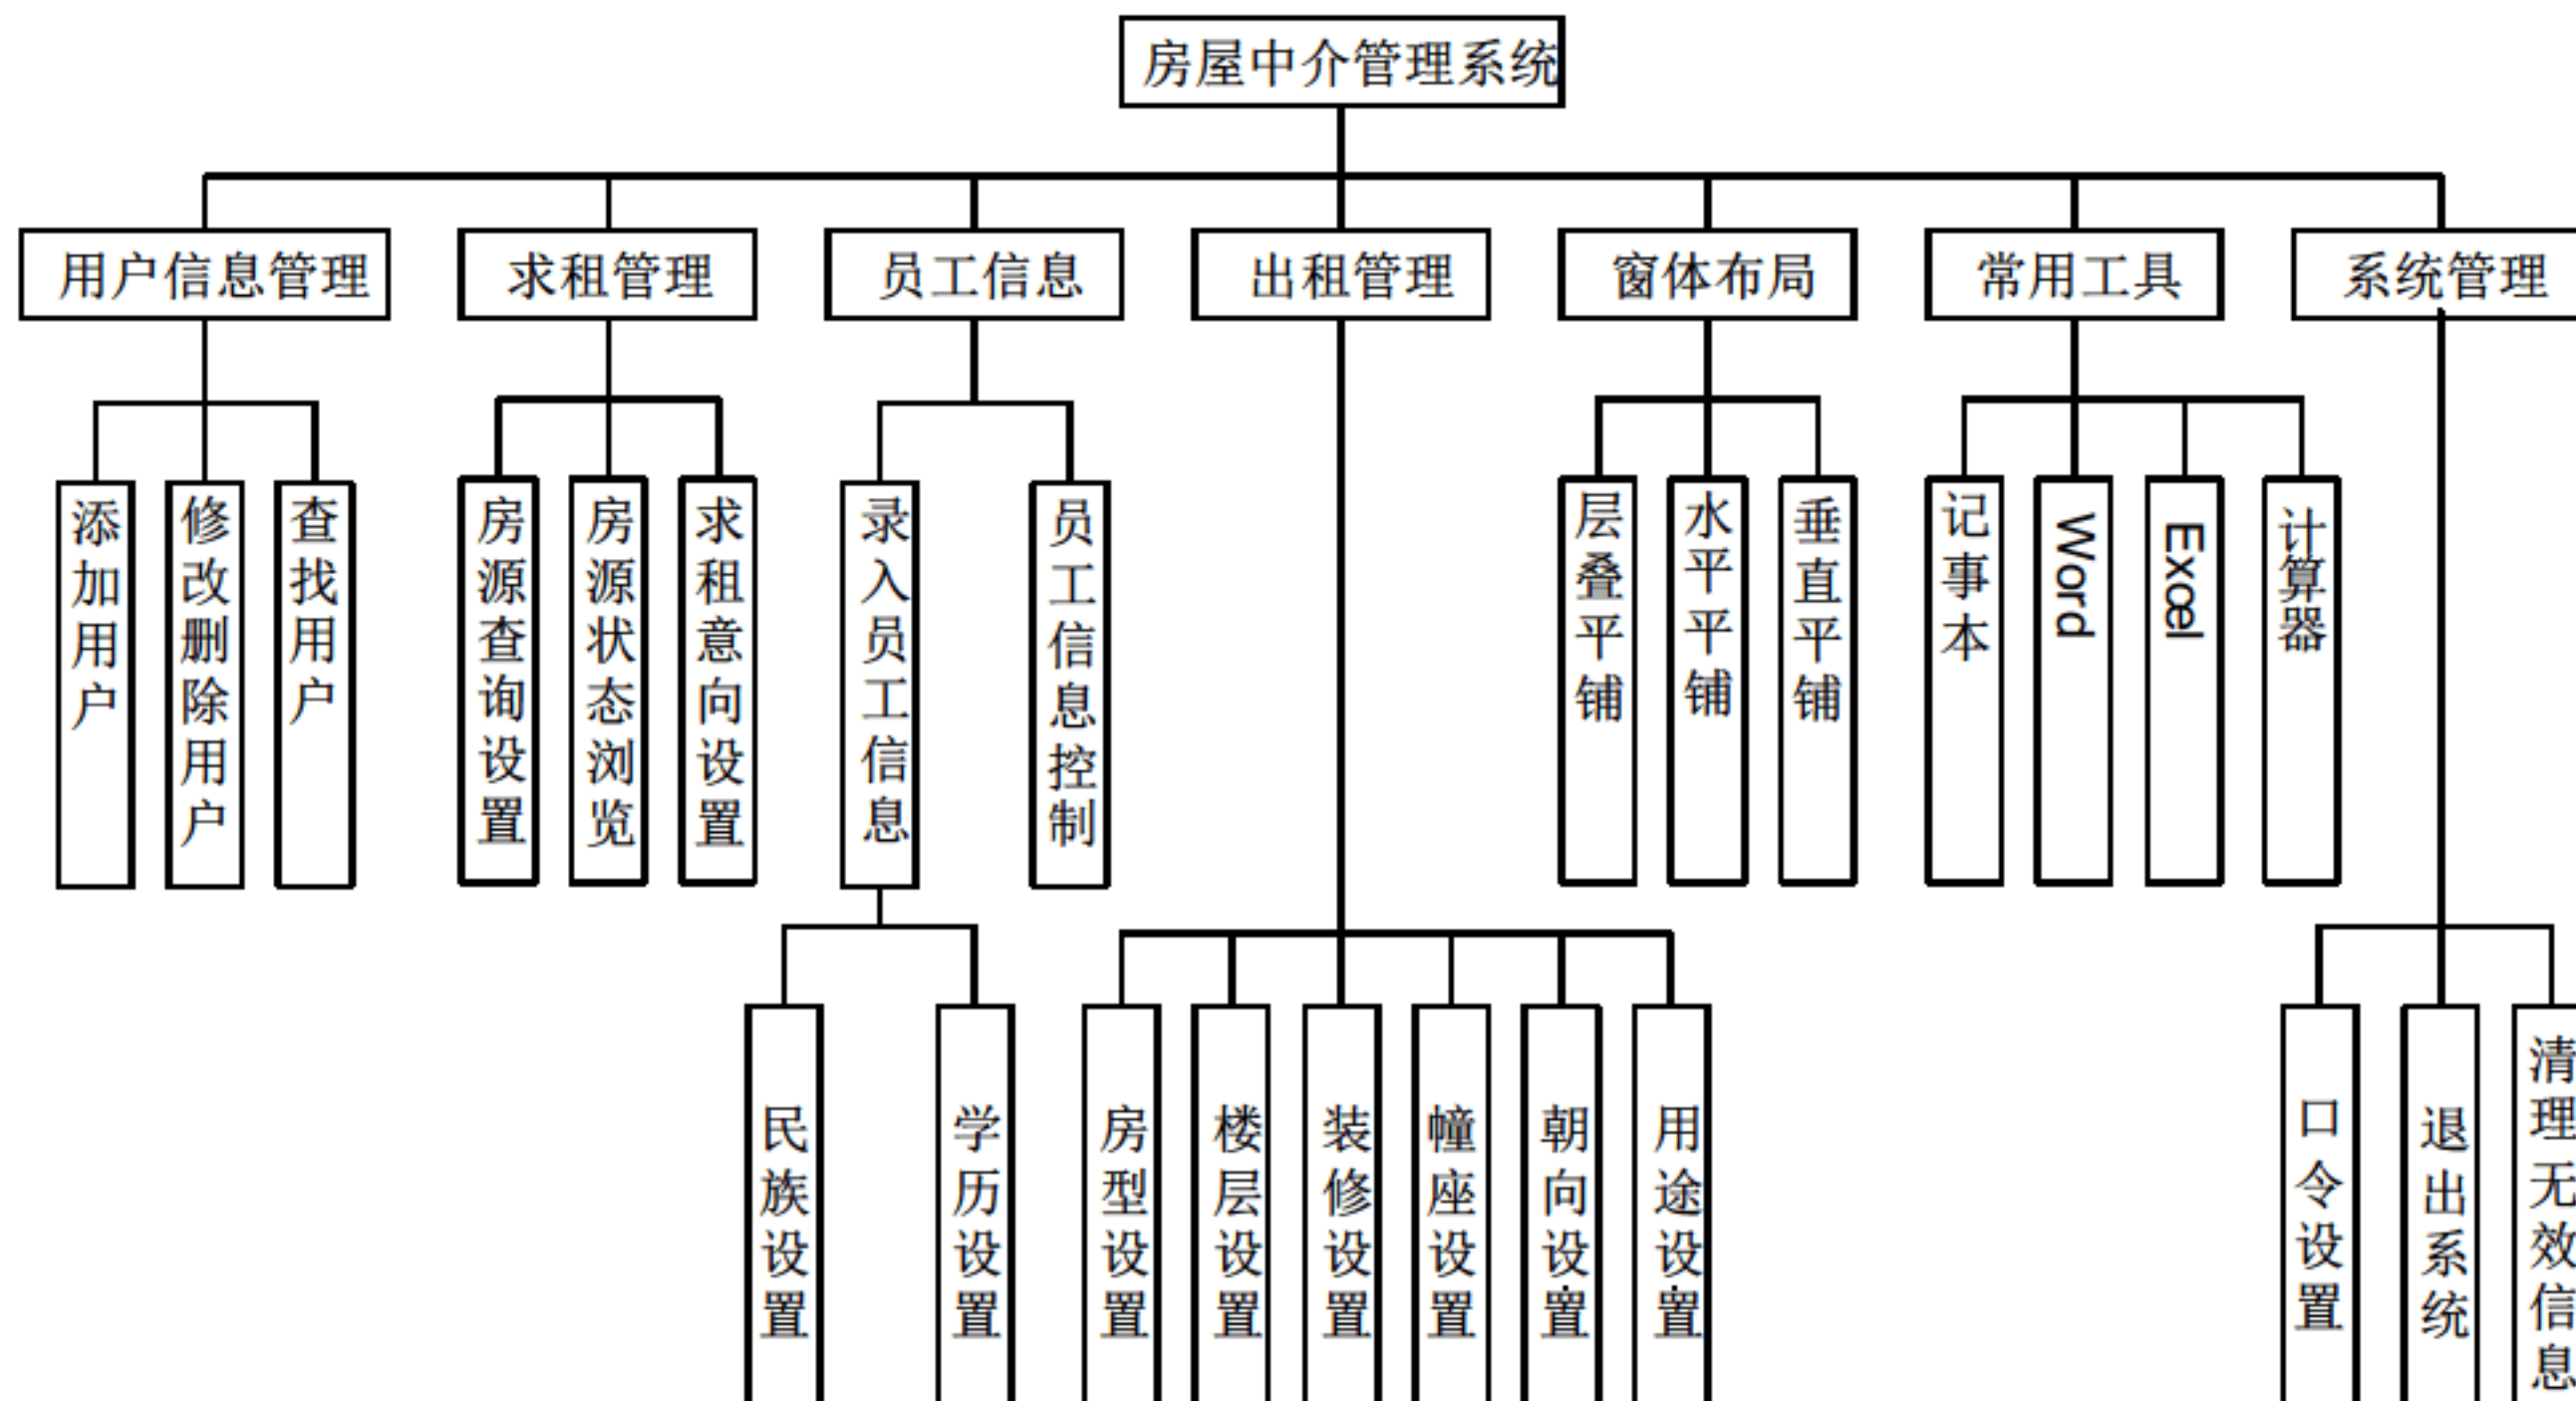 房屋中介管理系统
用户信息管理
求租管理
员工信息
出租管理
窗体布局
常用工具
系统管理
添加用户
修改删除用户
查找用户
房源查询设置
房源状态浏览
求租意向设置
录入员工信息
员工信息控制
层叠平铺
水平平铺
垂直平铺
记事本
Word
Excel
计算器
民族设置
学历设置
房型设置
楼层设置
装修设置
幢座设置
朝向设置
用途设置
口令设置
退出系统
清理无效信息